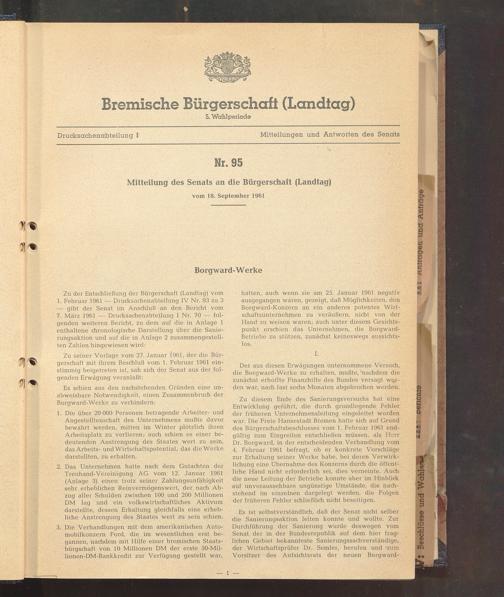 Bremische Bürgerschaft (Landtag)
5. Wahlperiode
Drucksachenabteilung I
Mitteilungen und Antworten des Senats
Nr. 95
Mitteilung des Senats an die Bürgerschaft (Landtag)
vom 18. September 1961
Borgward-Werke
Zu der Entschließung der Bürgerschaft (Landtag) vom
1. Februar 1961 — Drucksachenabteilung IV Nr. 93 zu 3
— gibt der Senat im Anschluß an den Bericht vom
7. März 1961 — Drucksachenabteilung I Nr. 70 — fol-
genden weiteren Bericht, zu dem auf die in Anlage 1
enthaltene chronologische Darstellung über die Sanie-
rungsaktion und auf die in Anlage 2 zusammengestell-
ten Zahlen hingewiesen wird:
Zu seiner Vorlage vom 27. Januar 1961, der die Bür-
gerschaft mit ihrem Beschluß vom 1. Februar 1961 ein-
stimmig beigetreten ist, sah sich der Senat aus der fol-
genden Erwägung veranlaßt:
Es schien aus den nachstehenden Gründen eine un-
abweisbare Notwendigkeit, einen Zusammenbruch der
Borgward-Werke zu verhindern:
1. Die über 20 000 Personen betragende Arbeiter- und
Angestelltenschaft des Unternehmens mußte davor
bewahrt werden, mitten im Winter plötzlich ihren
Arbeitsplatz zu verlieren; auch schien es einer be-
deutenden Anstrengung des Staates wert zu sein,
das Arbeits- und Wirtschaftspotential, das die Werke
darstellten, zu erhalten.
2. Das Unternehmen hatte nach dem Gutachten der
Treuhand-Vereinigung AG vom 12. Januar 1961
(Anlage 3) einen trotz seiner Zahlungsunfähigkeit
sehr erheblichen Reinvermögenswert, der nach Ab-
zug aller Schulden zwischen 100 und 200 Millionen
DM lag und ein volkswirtschaftliches Aktivum
darstellte, dessen Erhaltung gleichfalls eine erheb-
liche Anstrengung des Staates wert zu sein schien.
3. Die Verhandlungen mit dem amerikanischen Auto-
mobilkonzern Ford, die im wesentlichen erst be-
gannen, nachdem mit Hilfe einer bremischen Staats-
bürgschaft von 10 Millionen DM der erste 30-Mil-
lionen-DM-Bankkredit zur Verfügung gestellt war,
hatten, auch wenn sie am 25. Januar 1961 negativ
ausgegangen waren, gezeigt, daß Möglichkeiten, den
Borgward-Konzern an ein anderes potentes Wirt-
schaftsunternehmen zu veräußern, nicht von der
Hand zu weisen waren; auch unter diesem Gesichts-
punkt erschien das Unternehmen, die Borgward-
Betriebe zu stützen, zunächst keineswegs aussichts-
los.
I.
Der aus diesen Erwägungen unternommene Versuch,
die Borgward-Werke zu erhalten, mußte, nachdem die
zunächst erhoffte Finanzhilfe des Bundes versagt wor-
den war, nach fast sechs Monaten abgebrochen werden.
Zu diesem Ende des Sanierungsversuchs hat eine
Entwicklung geführt, die durch grundlegende Fehler
der früheren Unternehmensleitung eingeleitet worden
war. Die Freie Hansestadt Bremen hatte sich auf Grund
des Bürgerschaftsbeschlusses vom 1. Februar 1961 end-
gültig zum Eingreifen entschließen müssen, als Herr
Dr. Borgward, in der entscheidenden Verhandlung vom
4. Februar 1961 befragt, ob er konkrete Vorschläge
zur Erhaltung seiner Werke habe, bei deren Verwirk-
lichung eine Übernahme des Konzerns durch die öffent-
liche Hand nicht erforderlich sei, dies verneinte. Auch
die neue Leitung der Betriebe konnte aber im Hinblick
auf unvoraussehbare ungünstige Umstände, die nach-
stehend im einzelnen dargelegt werden, die Folgen
der früheren Fehler schließlich nicht beseitigen.
Es ist selbstverständlich, daß der Senat nicht selber
die Sanierungsaktion leiten konnte und wollte. Zur
Durchführung der Sanierung wurde deswegen vom
Senat der in der Bundesrepublik auf dem hier frag-
lichen Gebiet bekannteste Sanierungssachverständige,
der Wirtschaftsprüfer Dr. Semler, berufen und zum
Vorsitzer des Aufsichtsrats der neuen Borgward-
— 1 —